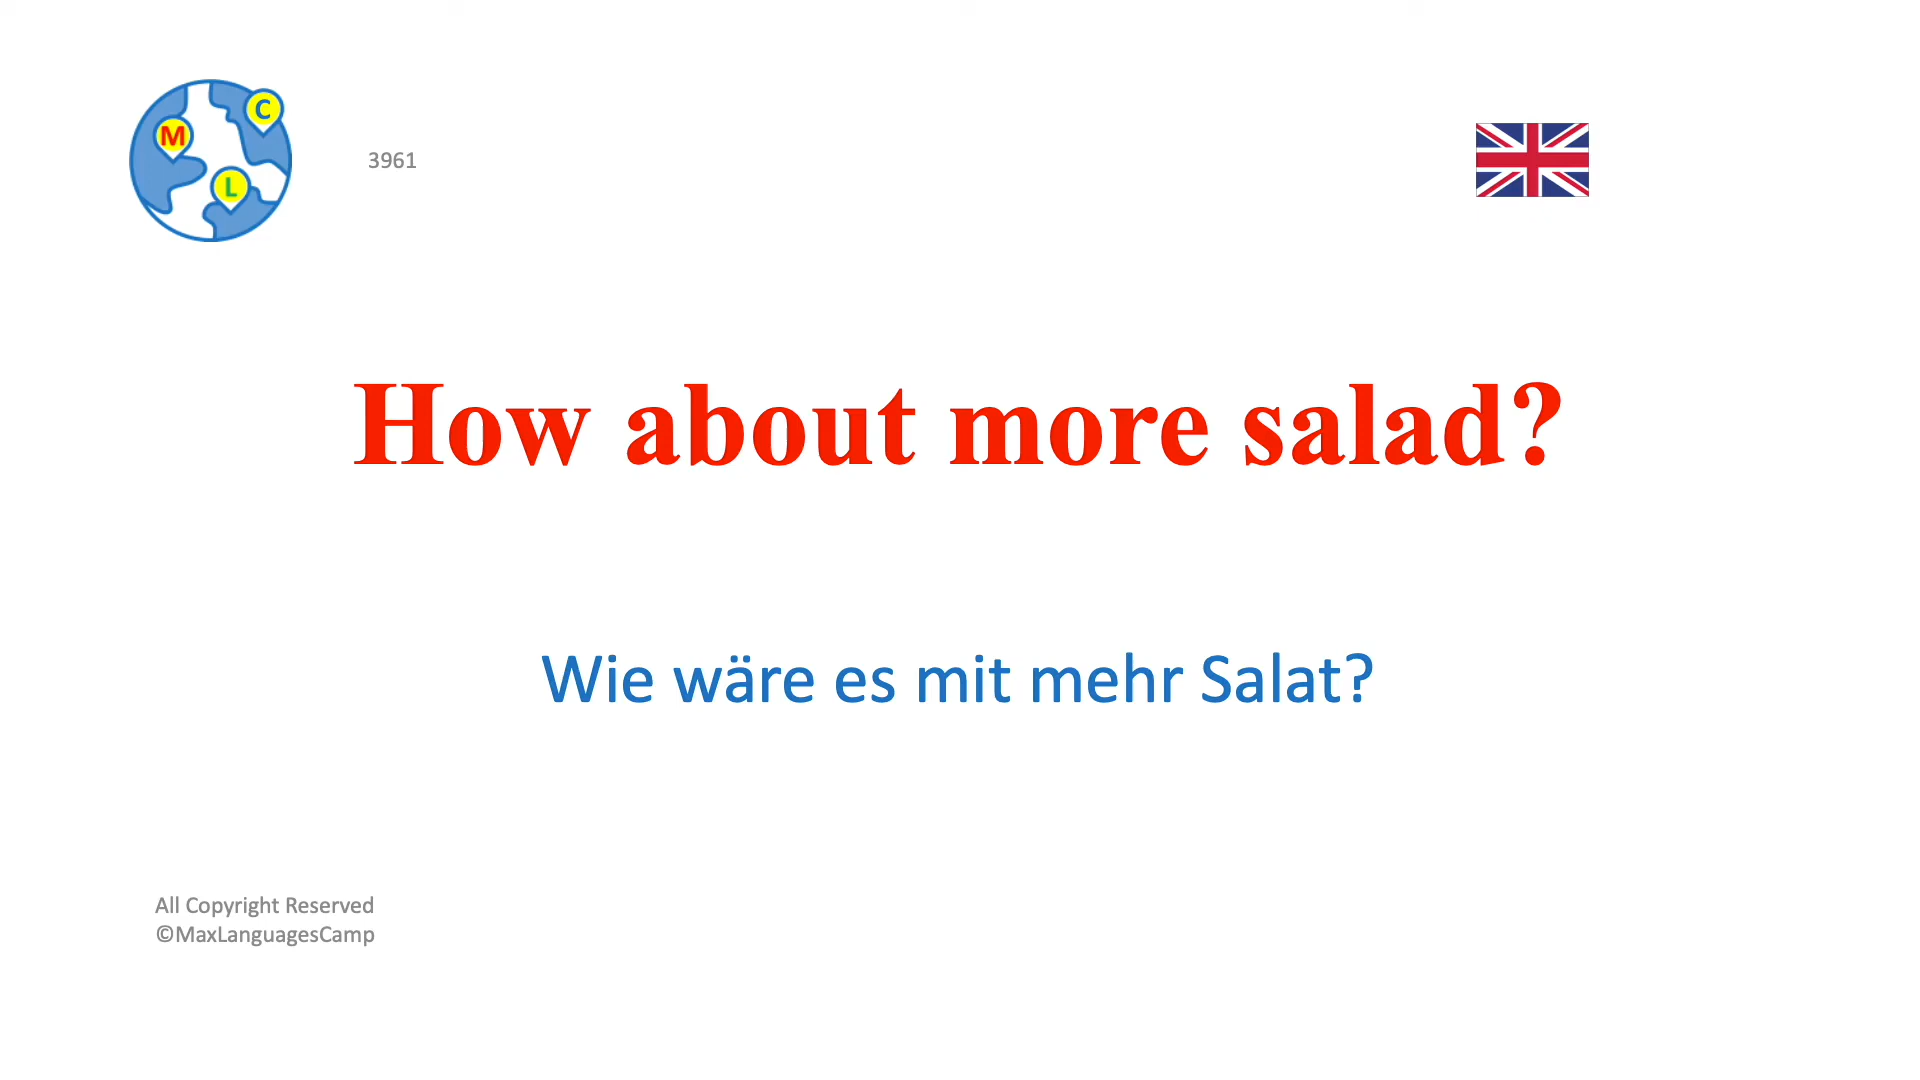 M
C
L
3961
How about more salad?
Wie wäre es mit mehr Salat?
All Copyright Reserved
©MaxLanguagesCamp